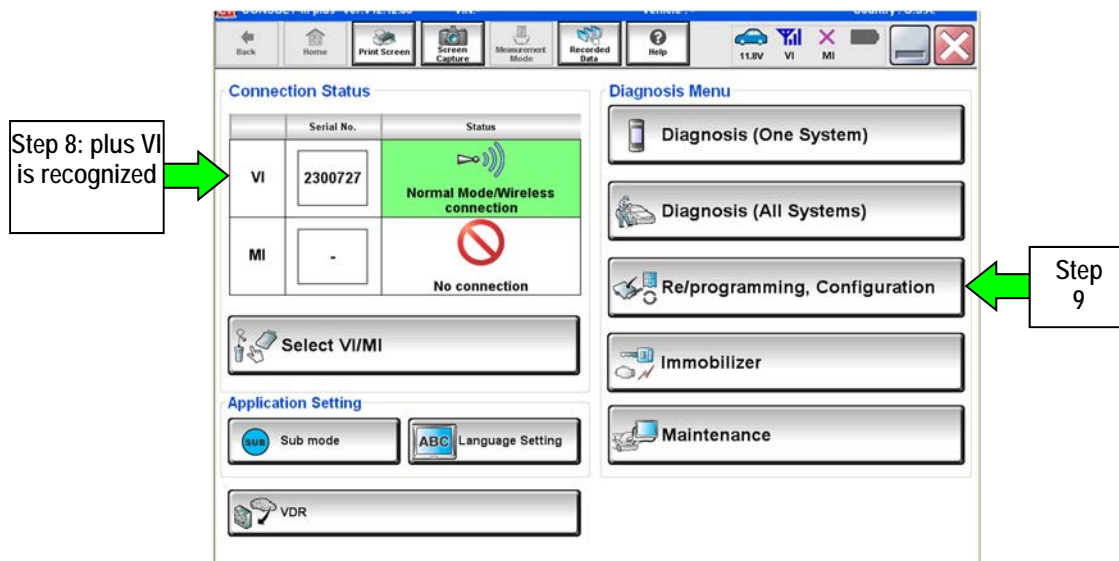 Back
Home
Print Screen
Screen
Capture
Measurement
Mode
Recorded
Data
Help
11.8V
VI
MI
Connection Status
Serial No.
Status
VI
2300727
Normal Mode/Wireless
connection
MI
-
No connection
Select VI/MI
Application Setting
SUB
Sub mode
ABC
Language Setting
VDR
Diagnosis Menu
Diagnosis (One System)
Diagnosis (All Systems)
Re/programming, Configuration
Immobilizer
Maintenance
Step 8: plus VI
is recognized
Step
9